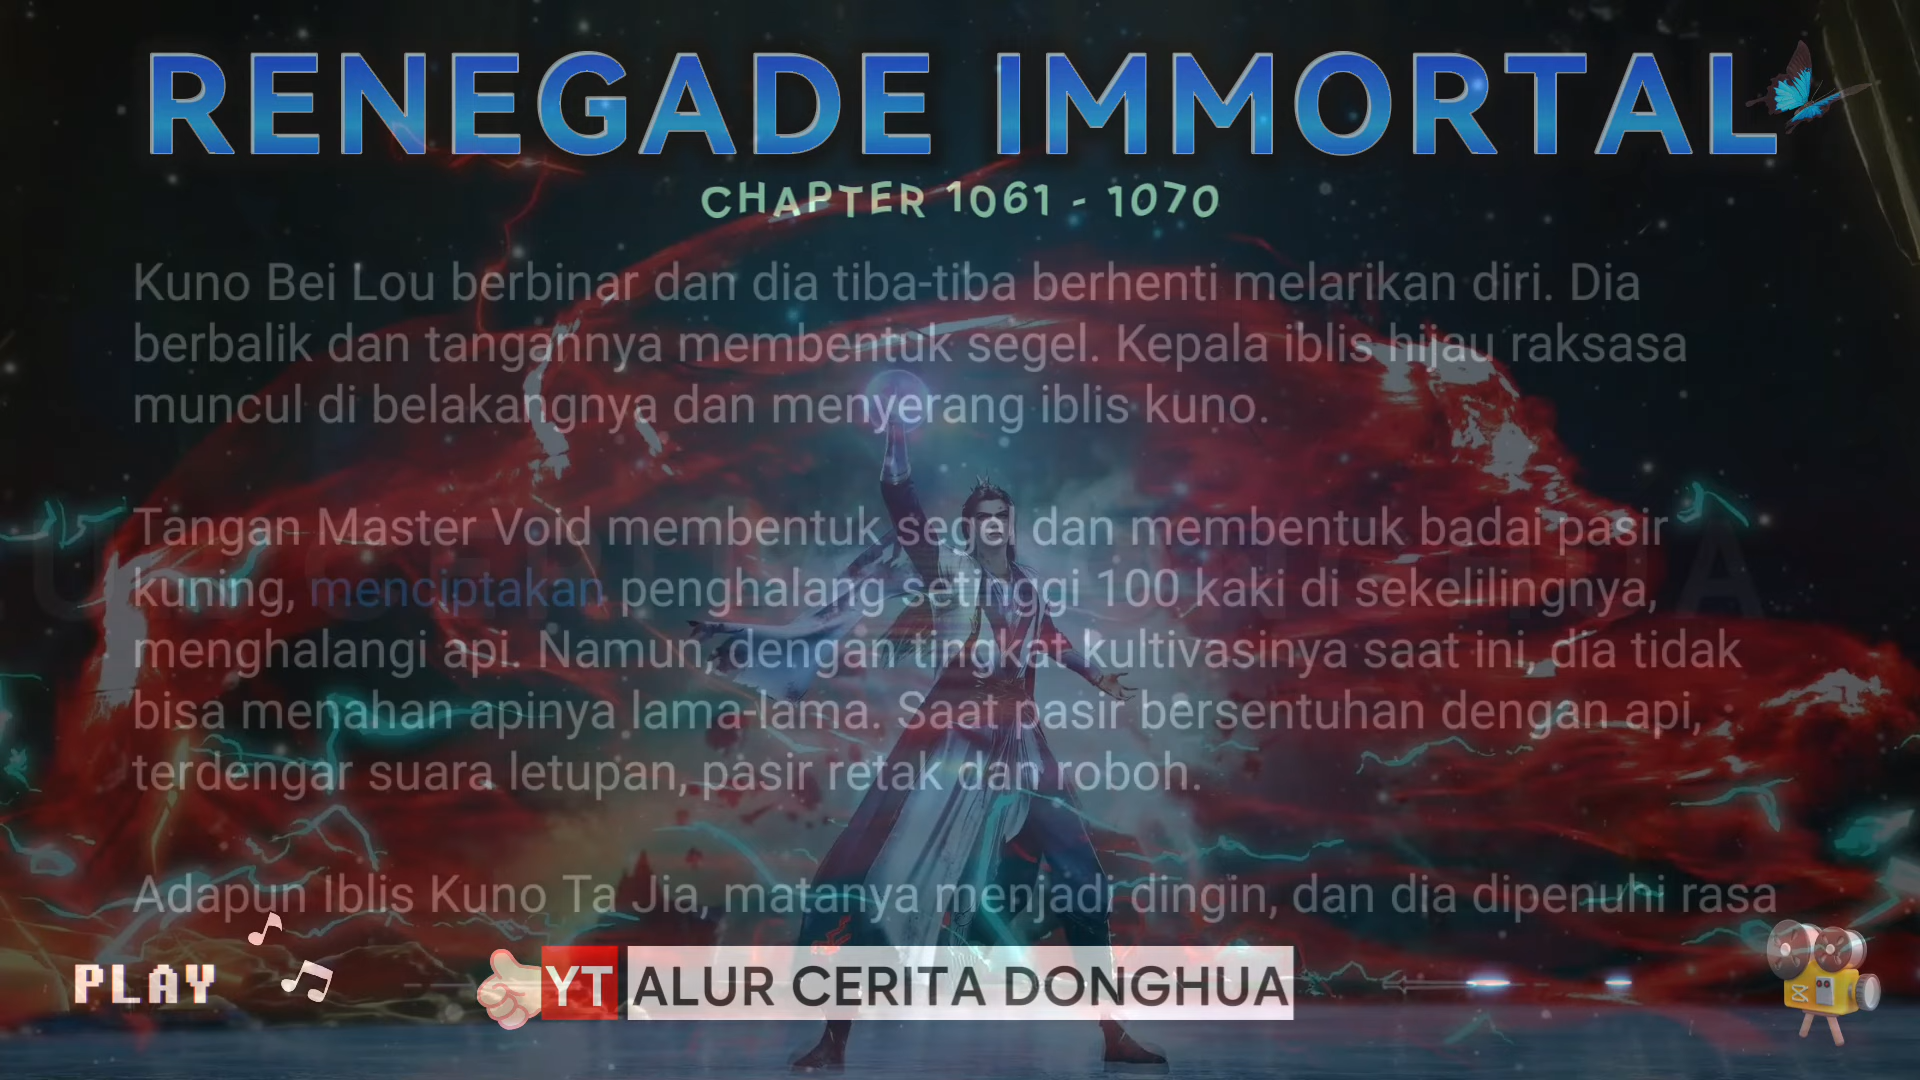 RENEGADE IMMORTAL
CHAPTER 1061 - 1070
Kuno Bei Lou berbinar dan dia tiba-tiba berhenti melarikan diri. Dia
berbalik dan tangannya membentuk segel. Kepala iblis hijau raksasa
muncul di belakangnya dan menyerang iblis kuno.
Tangan Master Void membentuk segel dan membentuk badai pasir
kuning, menciptakan penghalang setinggi 100 kaki di sekelilingnya,
menghalangi api. Namun, dengan tingkat kultivasinya saat ini, dia tidak
bisa menahan apinya lama-lama. Saat pasir bersentuhan dengan api,
terdengar suara letupan, pasir retak dan roboh.
Adapun Iblis Kuno Ta Jia, matanya menjadi dingin, dan dia dipenuhi rasa
PLAY
YT ALUR CERITA DONGHUA